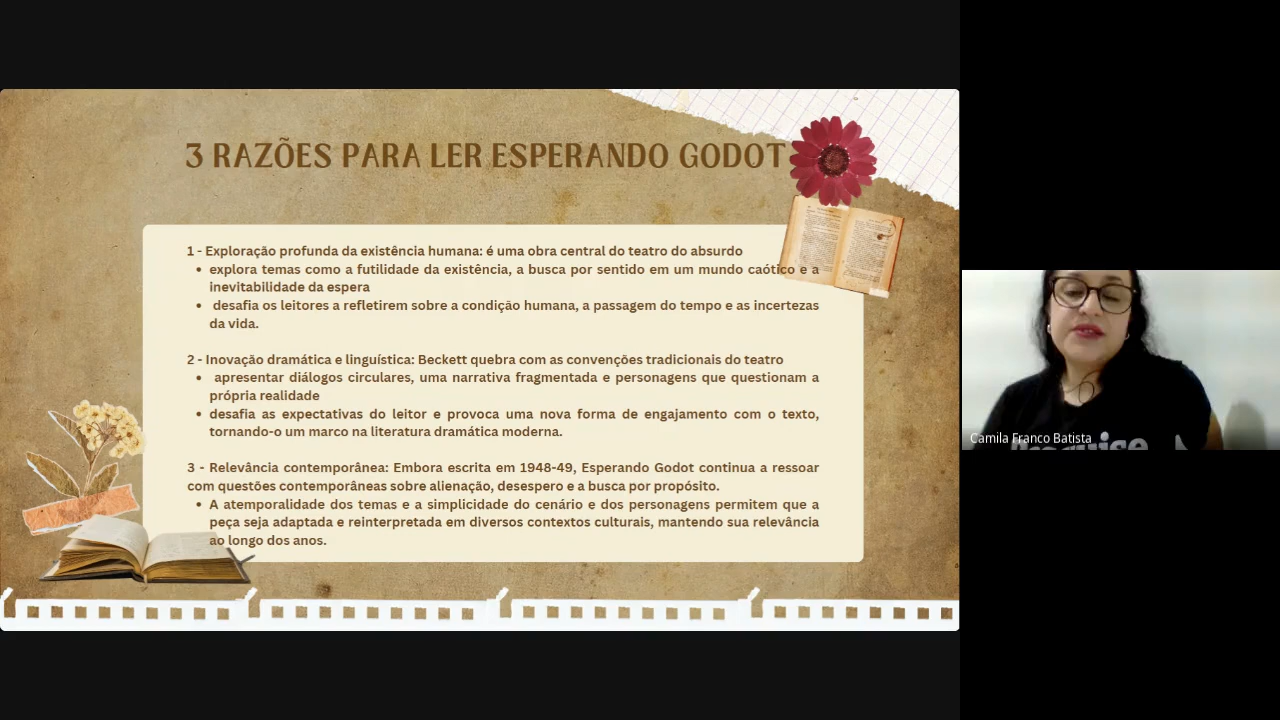 3 RAZÕES PARA LER ESPERANDO GODOT
1 - Exploração profunda da existência humana: é uma obra central do teatro do absurdo
• explora temas como a futilidade da existência, a busca por sentido em um mundo caótico e a
inevitabilidade da espera
• desafia os leitores a refletirem sobre a condição humana, a passagem do tempo e as incertezas
da vida.
2 - Inovação dramática e linguística: Beckett quebra com as convenções tradicionais do teatro
• apresentar diálogos circulares, uma narrativa fragmentada e personagens que questionam a
própria realidade
• desafia as expectativas do leitor e provoca uma nova forma de engajamento com o texto,
tornando-o um marco na literatura dramática moderna.
3 - Relevância contemporânea: Embora escrita em 1948-49, Esperando Godot continua a ressoar
com questões contemporâneas sobre alienação, desespero e a busca por propósito.
• A atemporalidade dos temas e a simplicidade do cenário e dos personagens permitem que a
peça seja adaptada e reinterpretada em diversos contextos culturais, mantendo sua relevância
ao longo dos anos.
Camila Franco Batista